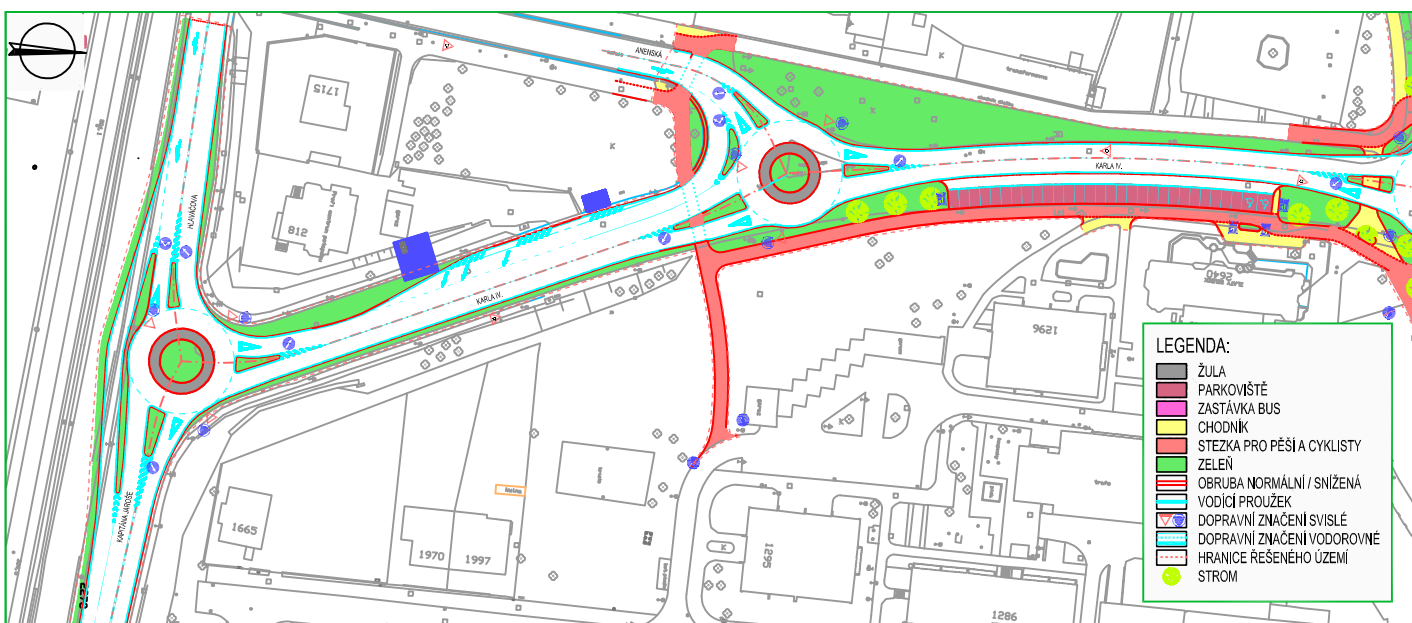 ANENSKÁ
1715
HLAVÁČOVA
812
KARLA IV.
KARLA IV.
2640
1296
KAPITÁNA JAROŠE
1665
1970
1997
1295
1286
LEGENDA:
ŽULA
PARKOVIŠTĚ
ZASTÁVKA BUS
CHODNÍK
STEZKA PRO PĚŠÍ A CYKLISTY
ZELEŇ
OBRUBA NORMÁLNÍ / SNÍŽENÁ
VODÍCÍ PROUŽEK
DOPRAVNÍ ZNAČENÍ SVISLÉ
DOPRAVNÍ ZNAČENÍ VODOROVNÉ
HRANICE ŘEŠENÉHO ÚZEMÍ
STROM